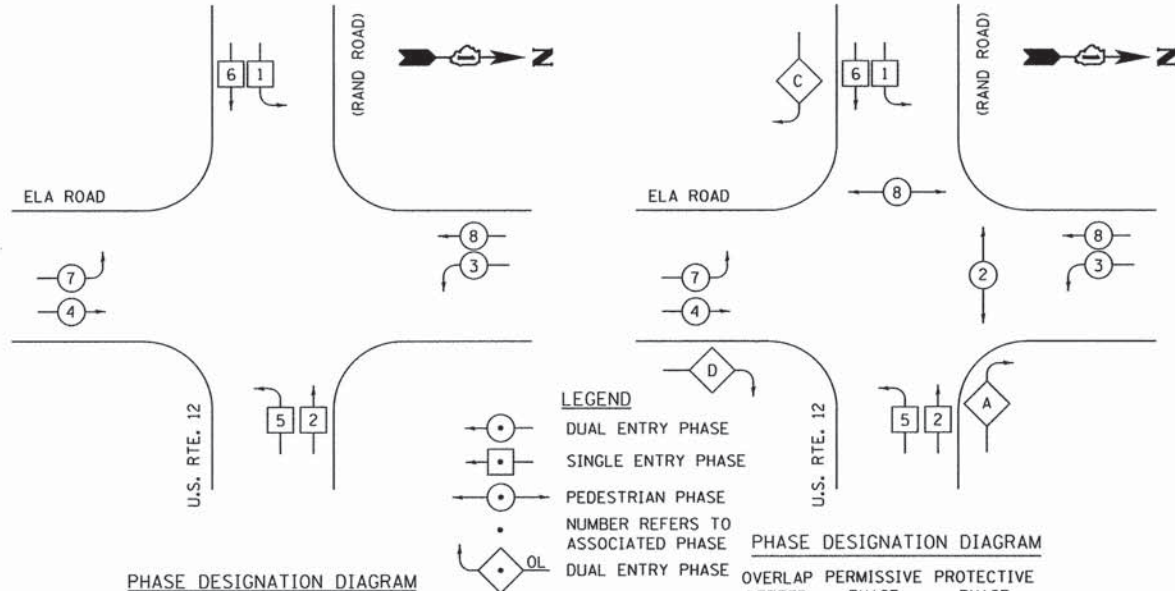 6 1
(RAND ROAD)
N
ELA ROAD
8
7
3
4
5 2
U.S. RTE. 12
PHASE DESIGNATION DIAGRAM
LEGEND
DUAL ENTRY PHASE
SINGLE ENTRY PHASE
PEDESTRIAN PHASE
NUMBER REFERS TO
ASSOCIATED PHASE
OL DUAL ENTRY PHASE
C
6 1
(RAND ROAD)
N
ELA ROAD
8
8
7
3
2
4
D
A
5 2
U.S. RTE. 12
PHASE DESIGNATION DIAGRAM
OVERLAP PERMISSIVE PROTECTIVE